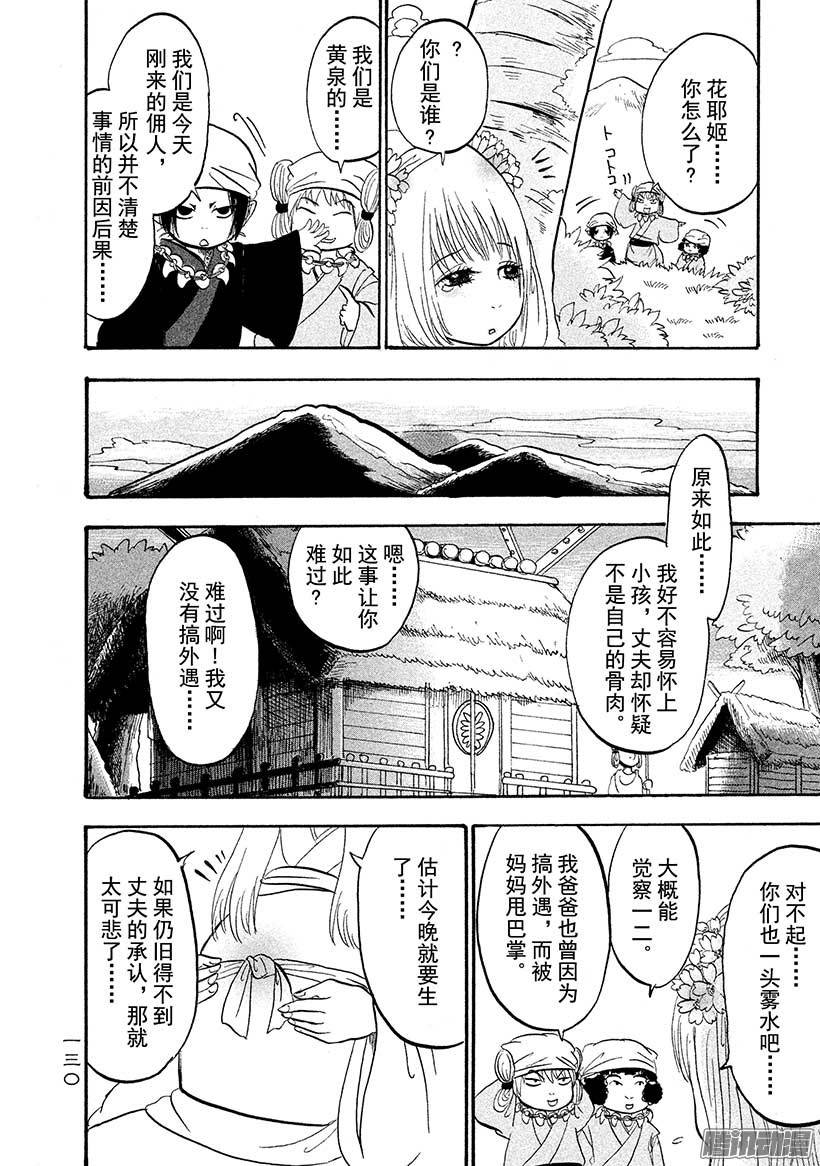 花耶姬……
你怎么了？
トコトコ
？
你们是谁？
我们是
黄泉的……
我们是今天
刚来的佣人，
所以并不清楚
事情的前因后果……
原来如此……
我好不容易怀上
小孩，丈夫却怀疑
不是自己的骨肉。
嗯……
这事让你
如此
难过？
难过啊！我又
没有搞外遇……
对不起……
你们也一头雾水吧……
大概能
觉察一二。
我爸爸也曾因为
搞外遇，而被
妈妈甩巴掌。
估计今晚就要生
了……
如果仍旧得不到
丈夫的承认，那就
太可悲了……
一三〇
腾讯动漫